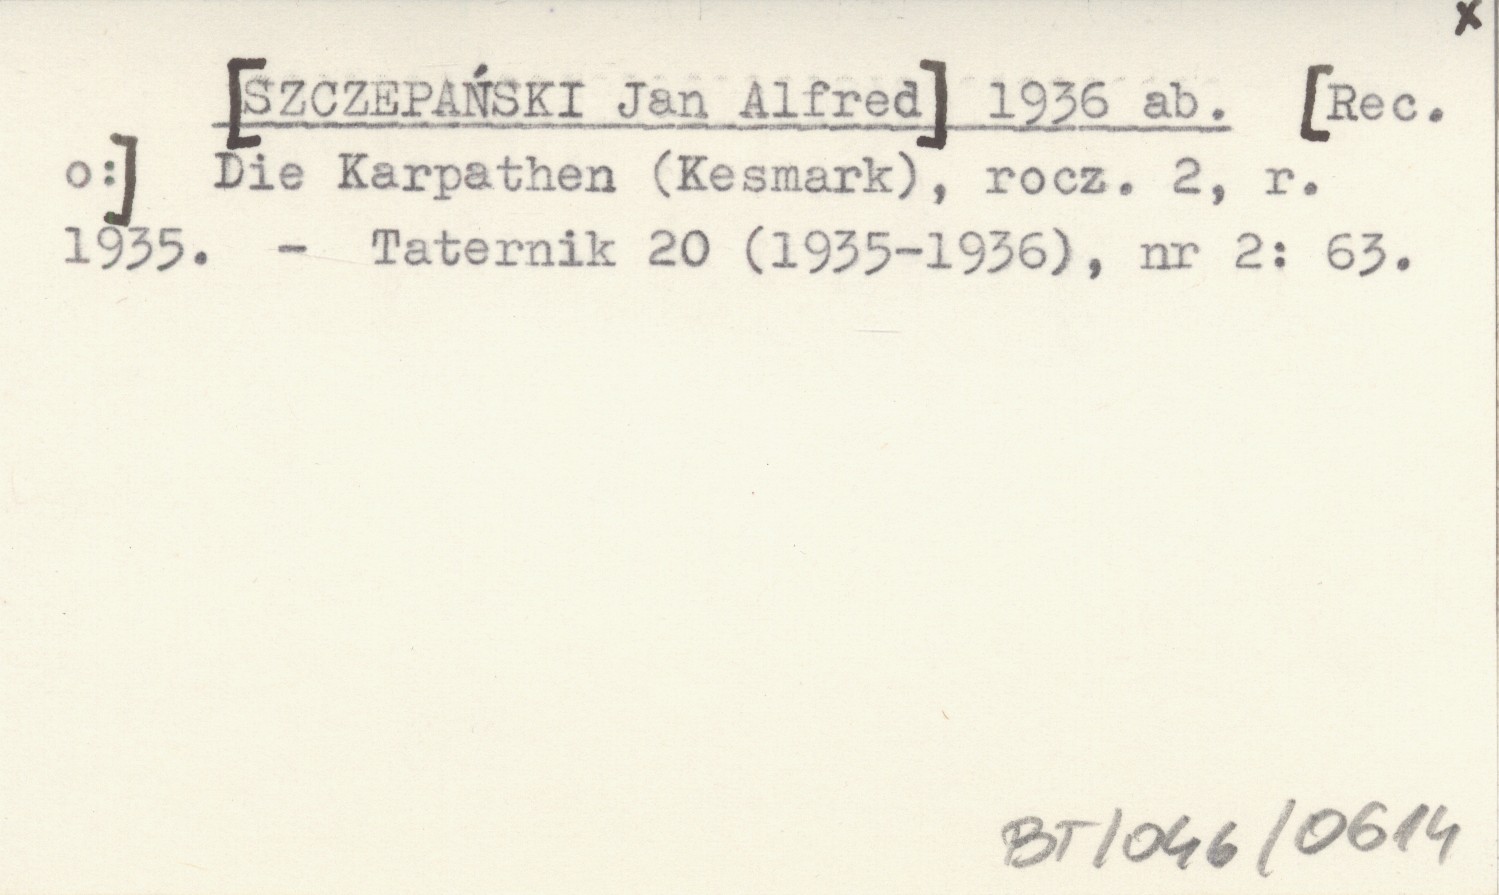 x
[SZCZEPAŃSKI Jan Alfred] 1936 ab. [Rec.
o:] Die Karpathen (Kesmark), rocz. 2, r.
1935. - Taternik 20 (1935-1936), nr 2: 63.
BT/046/0614